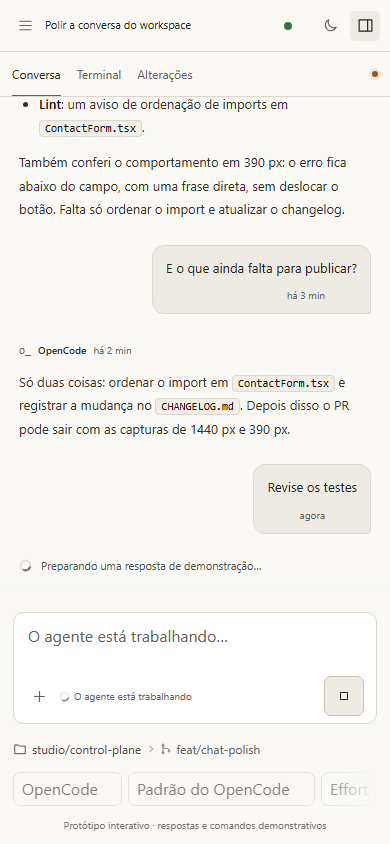 Polir a conversa do workspace
Conversa Terminal Alterações
Lint: um aviso de ordenação de imports em
ContactForm.tsx.
Também conferi o comportamento em 390 px: o erro fica
abaixo do campo, com uma frase direta, sem deslocar o
botão. Falta só ordenar o import e atualizar o changelog.
E o que ainda falta para publicar?
há 3 min
o_ OpenCode há 2 min
Só duas coisas: ordenar o import em ContactForm.tsx e
registrar a mudança no CHANGELOG.md. Depois disso o PR
pode sair com as capturas de 1440 px e 390 px.
Revise os testes
agora
Preparando uma resposta de demonstração...
O agente está trabalhando...
O agente está trabalhando
studio/control-plane > feat/chat-polish
OpenCode Padrão do OpenCode Effort
Protótipo interativo · respostas e comandos demonstrativos